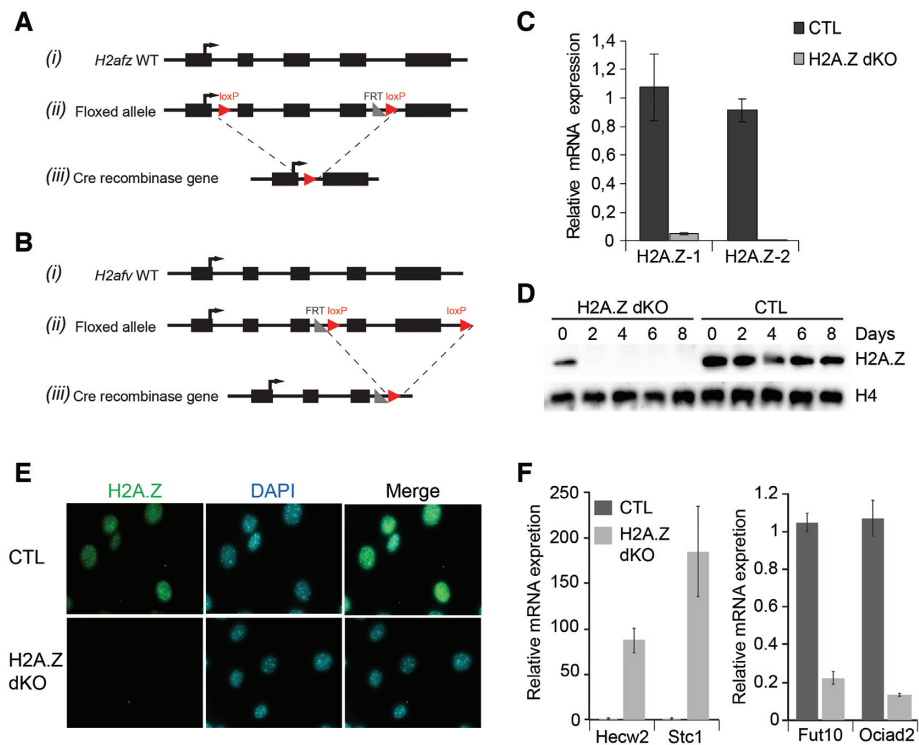 A
(i) H2afz WT
(ii) Floxed allele
loxP
FRT loxP
(iii) Cre recombinase gene
B
(i) H2afv WT
(ii) Floxed allele
FRT loxP
loxP
(iii) Cre recombinase gene
C
CTL
H2A.Z dKO
Relative mRNA expression
1,4
1,2
1
0,8
0,6
0,4
0,2
0
H2A.Z-1 H2A.Z-2
D
H2A.Z dKO CTL
0 2 4 6 8 0 2 4 6 8 Days
H2A.Z
H4
E
H2A.Z DAPI Merge
CTL
H2A.Z
dKO
F
Relative mRNA expretion
250
200
150
100
50
0
CTL
H2A.Z
dKO
Hecw2 Stc1
Relative mRNA expretion
1.2
1
0.8
0.6
0.4
0.2
0
Fut10 Ociad2